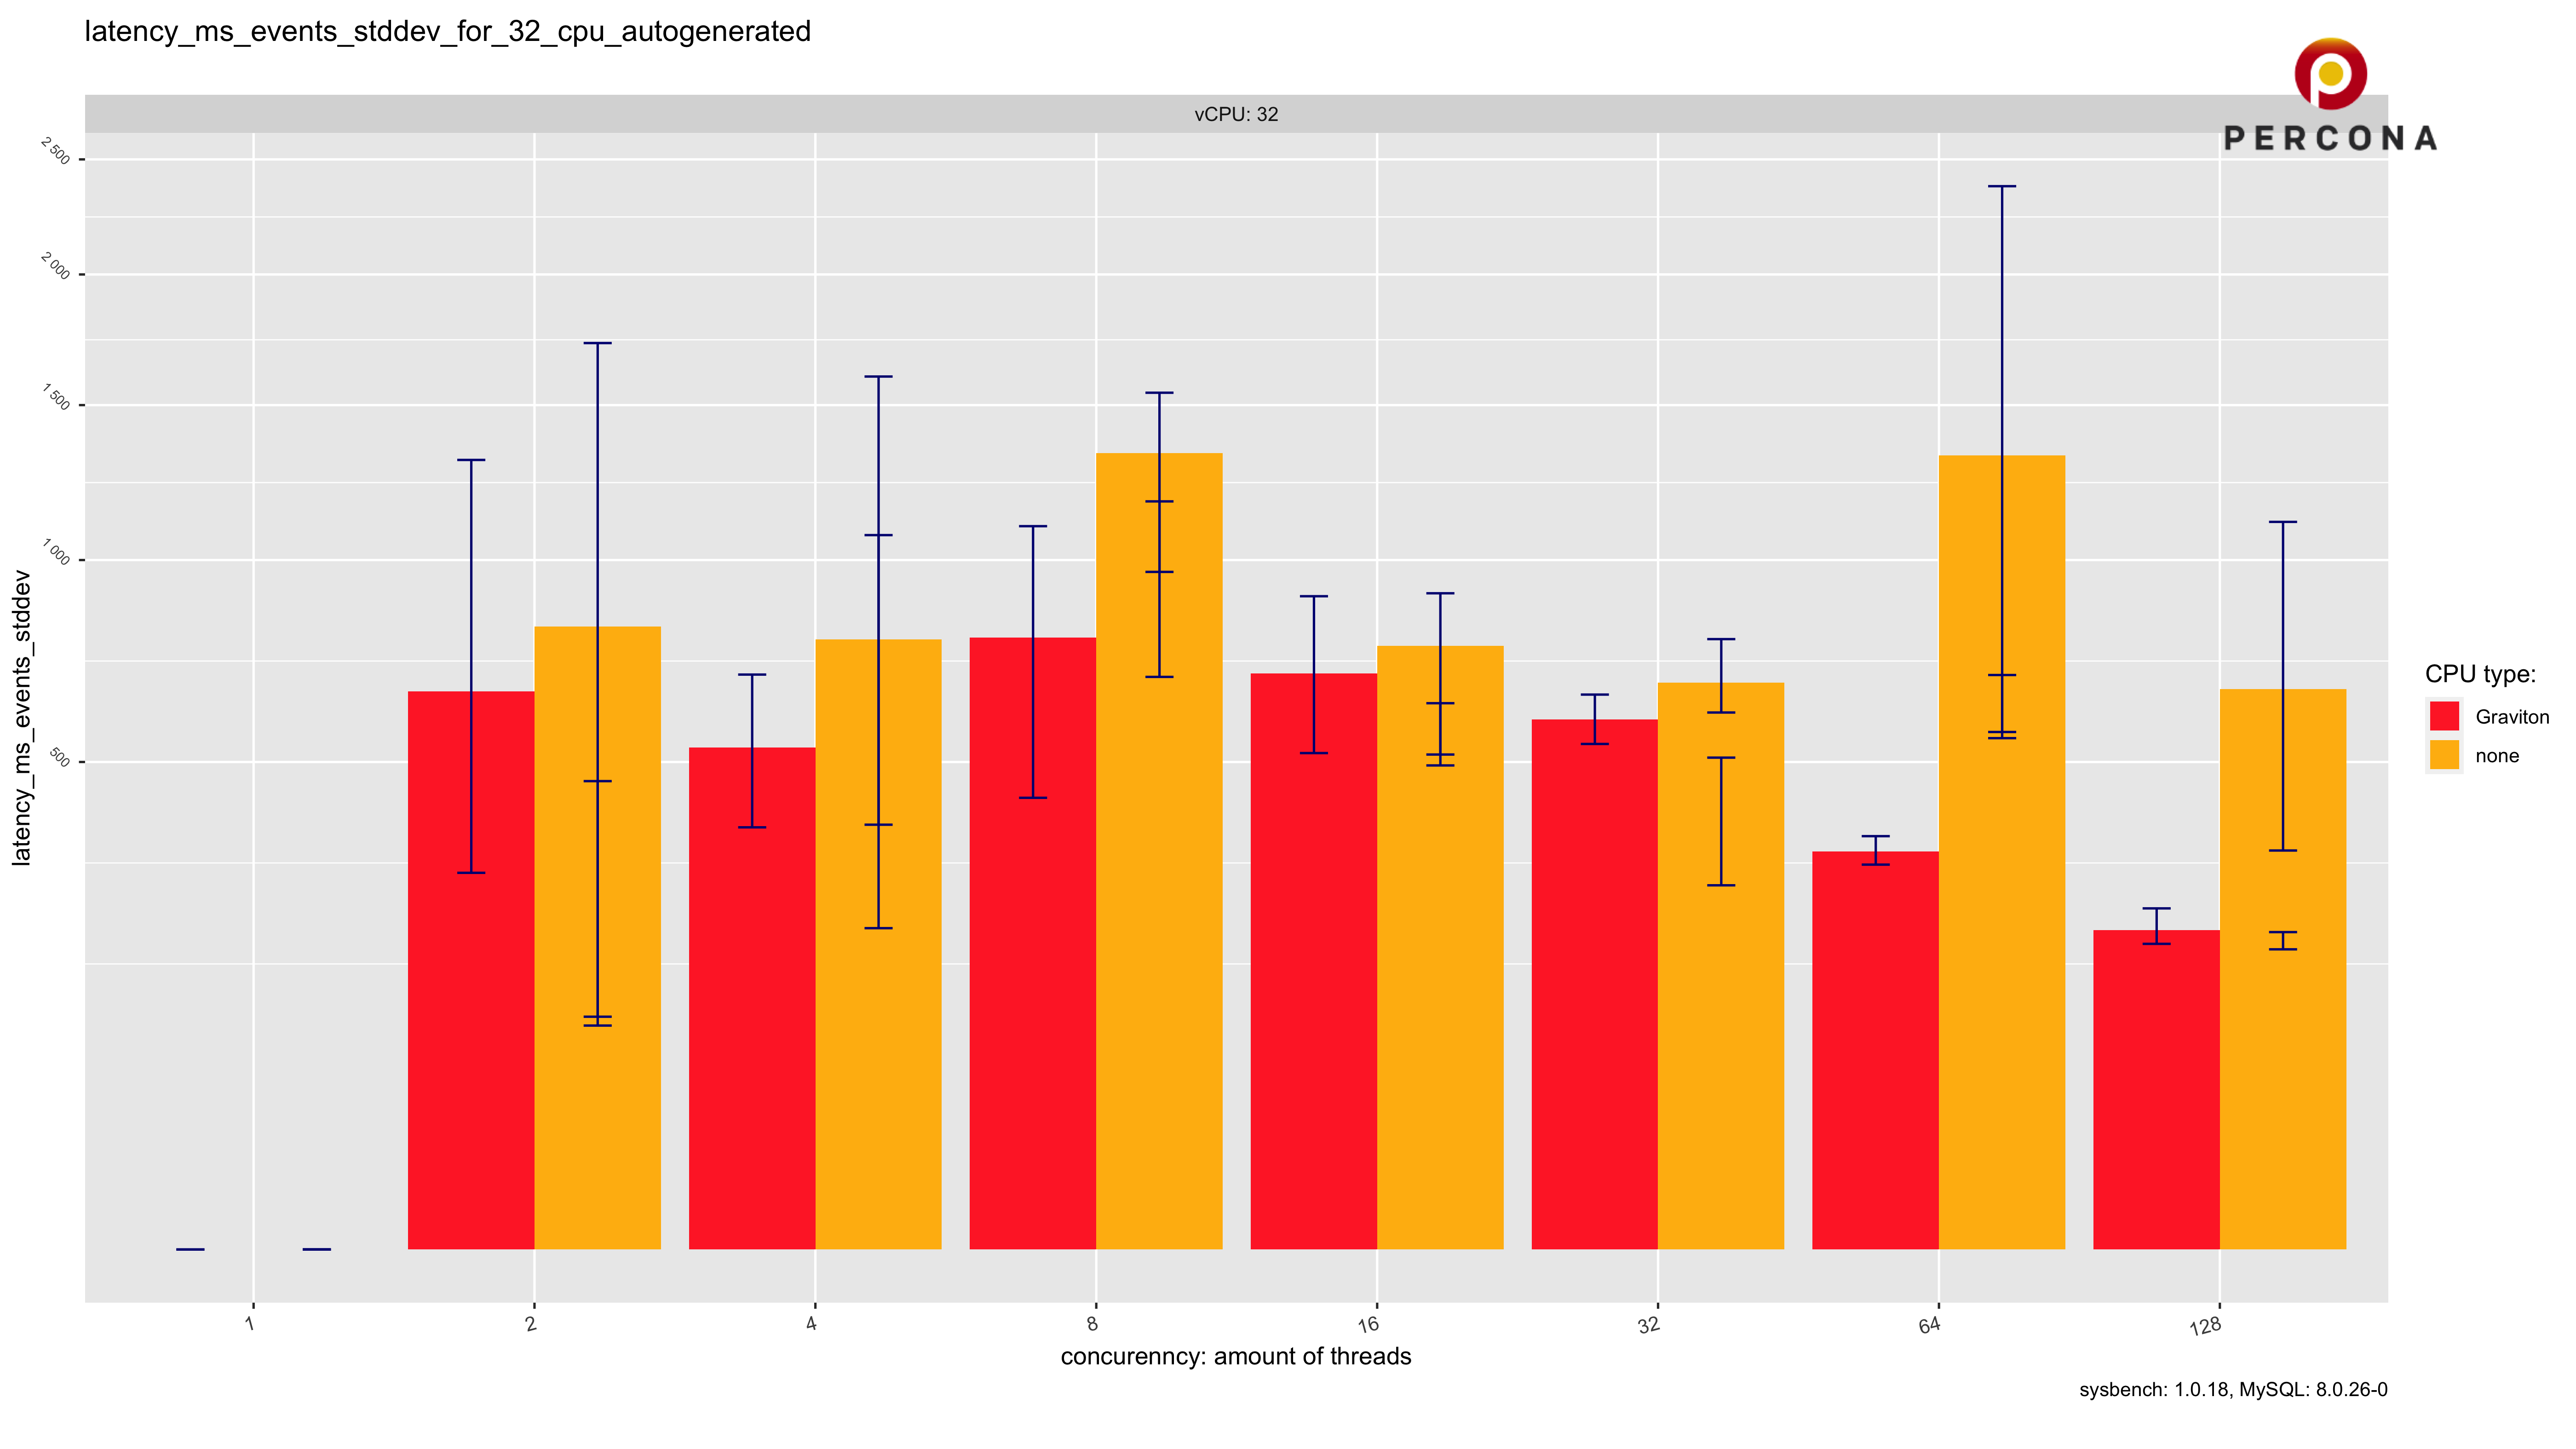 latency_ms_events_stddev_for_32_cpu_autogenerated
PERCONA
vCPU: 32
2 500
2 000
1 500
1 000
500
latency_ms_events_stddev
CPU type:
Graviton
none
1 2 4 8 16 32 64 128
concurenncy: amount of threads
sysbench: 1.0.18, MySQL: 8.0.26-0